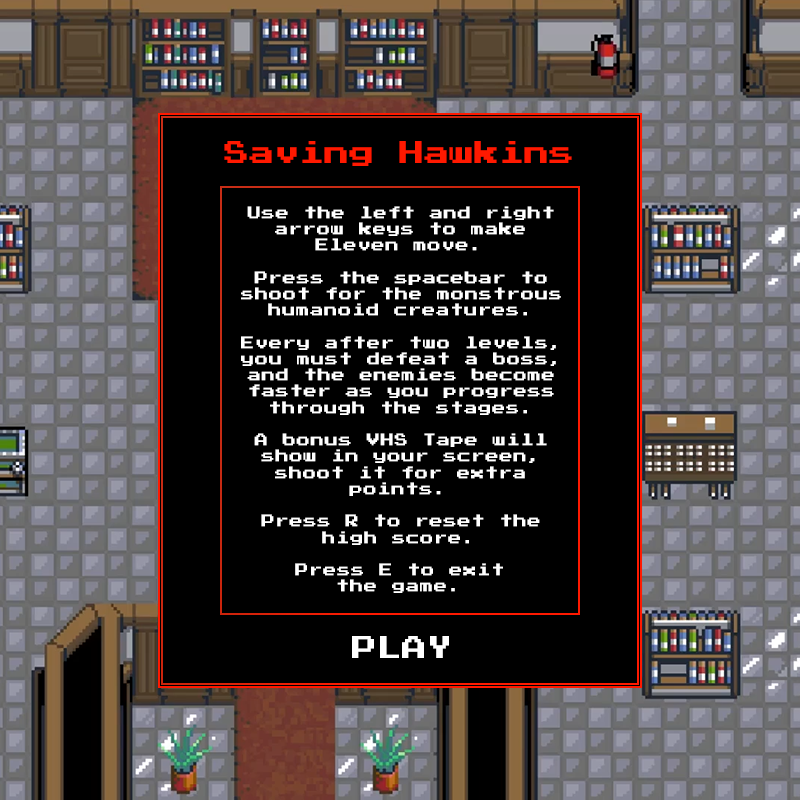 Saving Hawkins
Use the left and right
arrow keys to make
Eleven move.
Press the spacebar to
shoot for the monstrous
humanoid creatures.
Every after two levels,
you must defeat a boss,
and the enemies become
faster as you progress
through the stages.
A bonus VHS Tape will
show in your screen,
shoot it for extra
points.
Press R to reset the
high score.
Press E to exit
the game.
PLAY